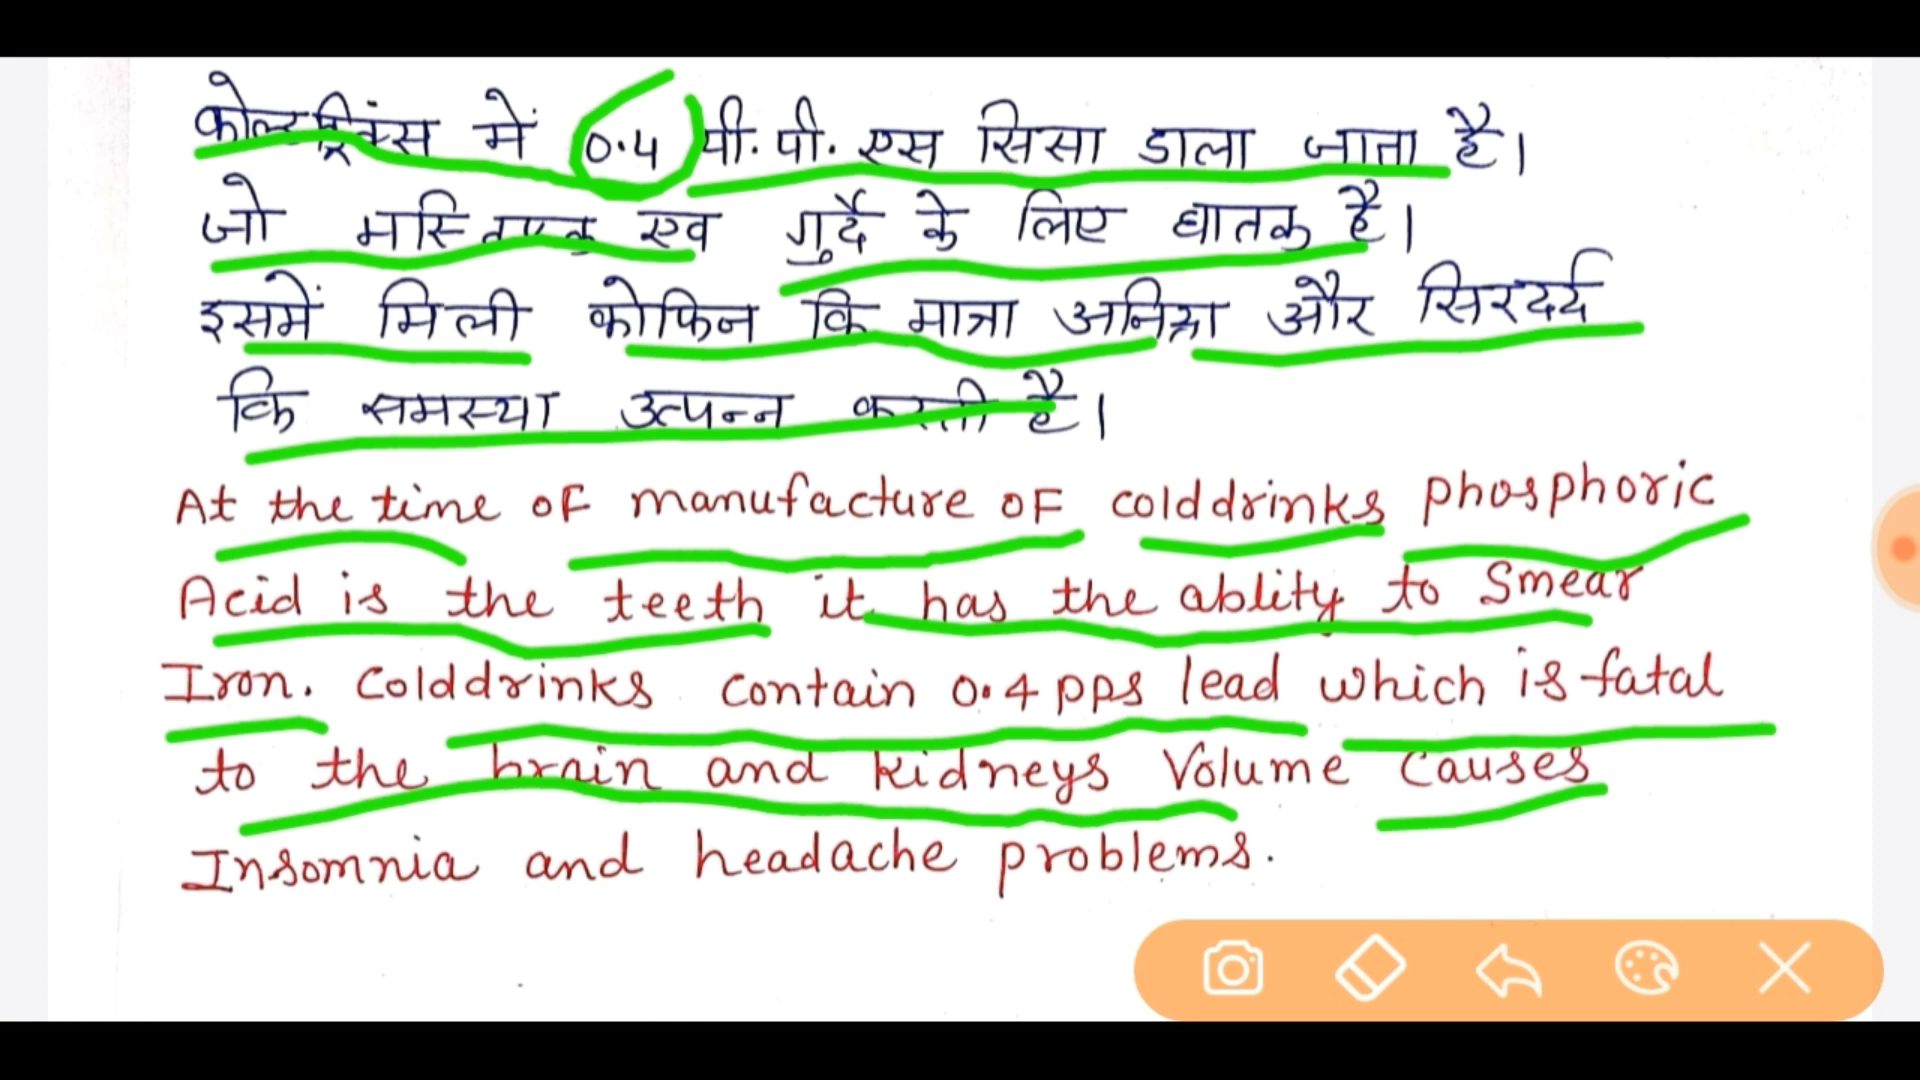 कोल्ड्रिंक्स में 0.4 पी. पी. एस सिसा डाला जाता है।
जो मस्तिष्क एव गुर्दे के लिए घातक है।
इसमें मिली कोफिन कि मात्रा अनिद्रा और सिरदर्द
कि समस्या उत्पन्न करती है।
At the time of manufacture of colddrinks phosphoric
Acid is the teeth it has the ablity to Smear
Iron. Colddrinks contain 0.4 pps lead which is fatal
to the brain and kidneys Volume Causes
Insomnia and headache problems.